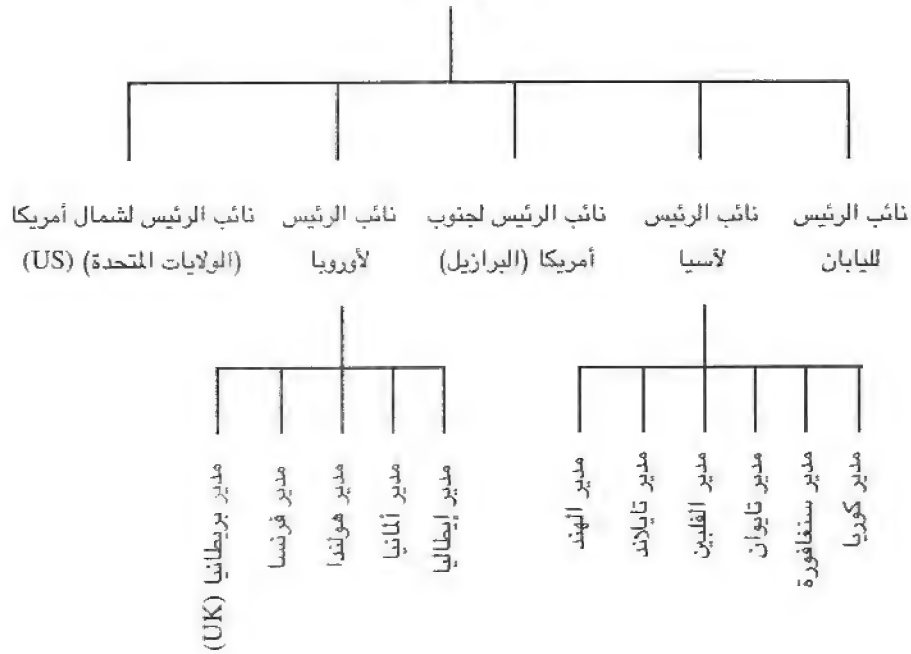 نائب الرئيس
لليابان
نائب الرئيس
لآسيا
نائب الرئيس لجنوب
أمريكا (البرازيل)
نائب الرئيس
لأوروبا
نائب الرئيس لشمال أمريكا
(الولايات المتحدة) (US)
مدير كوريا
مدير سنغافورة
مدير تايوان
مدير الفلبين
مدير تايلاند
مدير الهند
مدير إيطاليا
مدير ألمانيا
مدير هولندا
مدير فرنسا
مدير بريطانيا (UK)